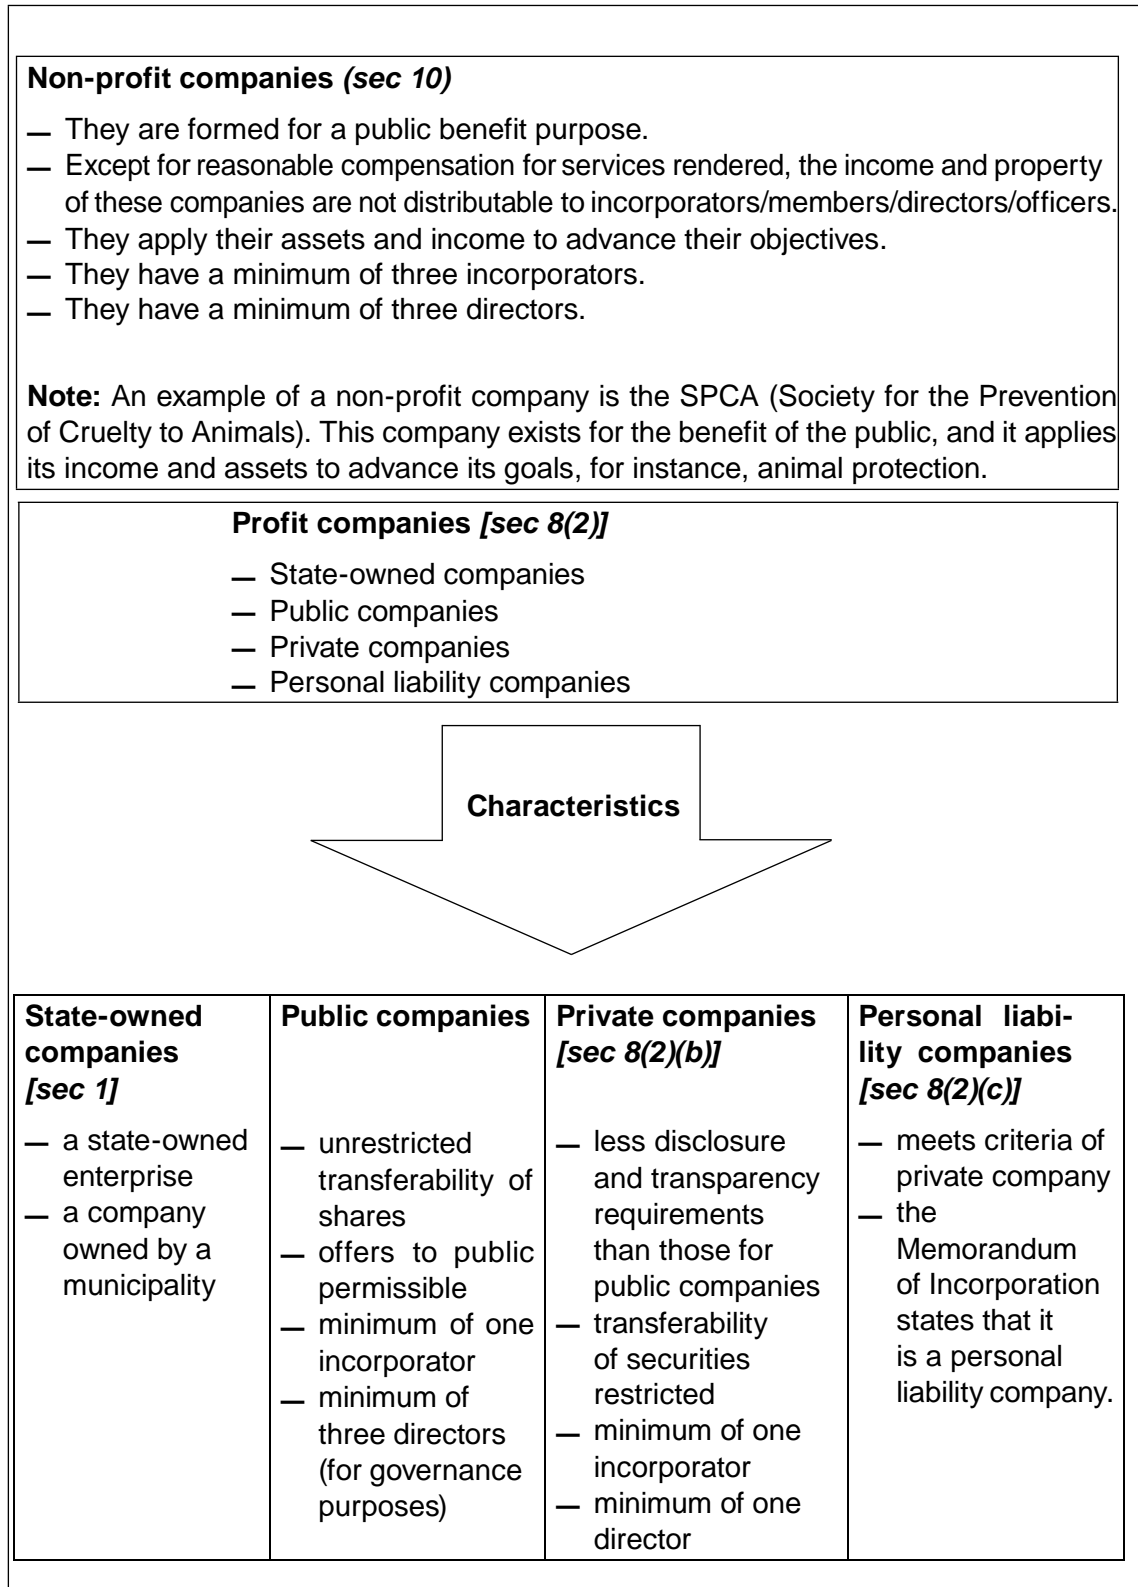 Non-profit companies (sec 10)
— They are formed for a public benefit purpose.
— Except for reasonable compensation for services rendered, the income and property
of these companies are not distributable to incorporators/members/directors/officers.
— They apply their assets and income to advance their objectives.
— They have a minimum of three incorporators.
— They have a minimum of three directors.
Note: An example of a non-profit company is the SPCA (Society for the Prevention
of Cruelty to Animals). This company exists for the benefit of the public, and it applies
its income and assets to advance its goals, for instance, animal protection.
Profit companies [sec 8(2)]
— State-owned companies
— Public companies
— Private companies
— Personal liability companies
Characteristics
State-owned
companies
[sec 1]
— a state-owned
enterprise
— a company
owned by a
municipality
Public companies
— unrestricted
transferability of
shares
— offers to public
permissible
— minimum of one
incorporator
— minimum of
three directors
(for governance
purposes)
Private companies
[sec 8(2)(b)]
— less disclosure
and transparency
requirements
than those for
public companies
— transferability
of securities
restricted
— minimum of one
incorporator
— minimum of one
director
Personal liabi-
lity companies
[sec 8(2)(c)]
— meets criteria of
private company
— the
Memorandum
of Incorporation
states that it
is a personal
liability company.